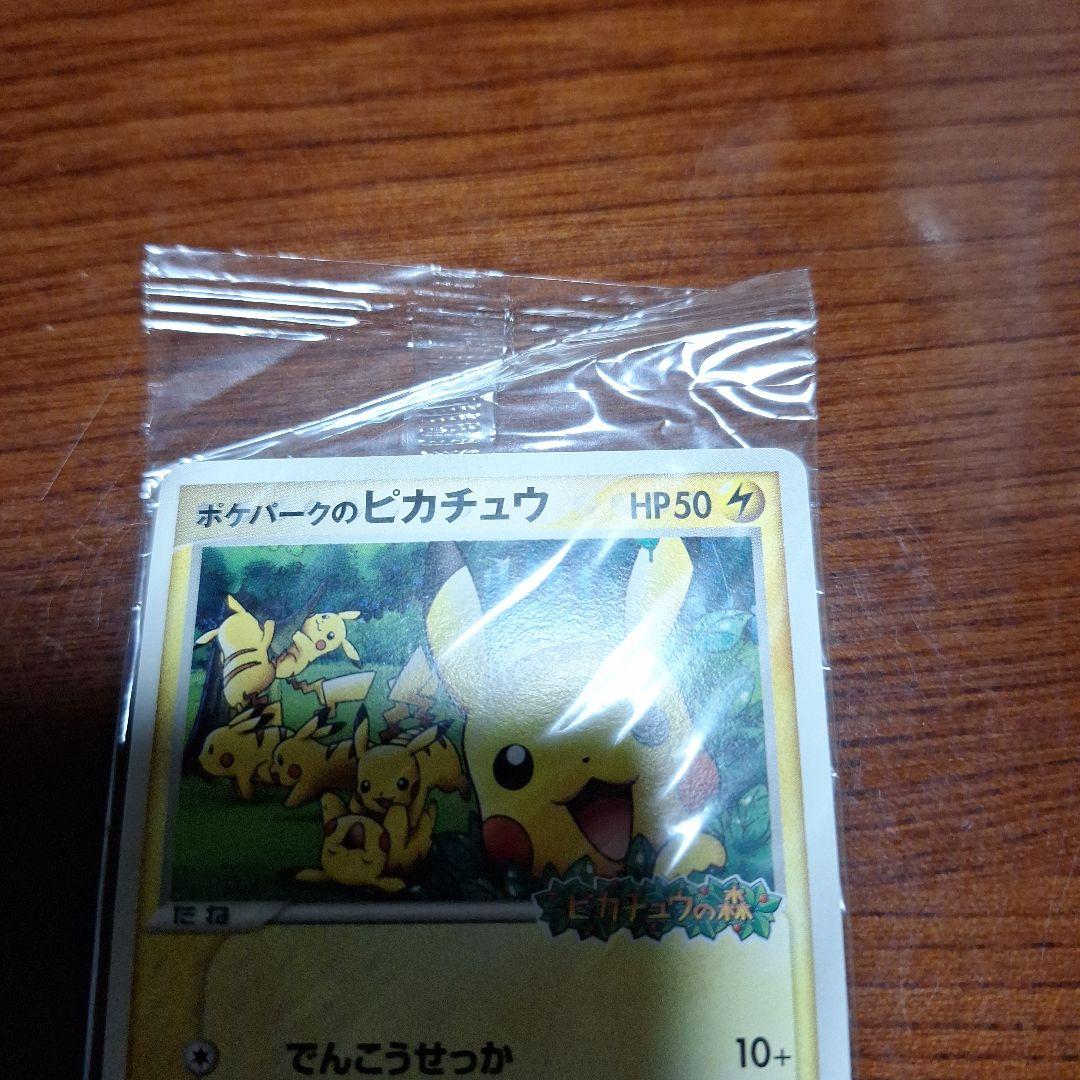 ポケパークのピカチュウ HP50
ピカチュウの森
たね
でんこうせっか 10+